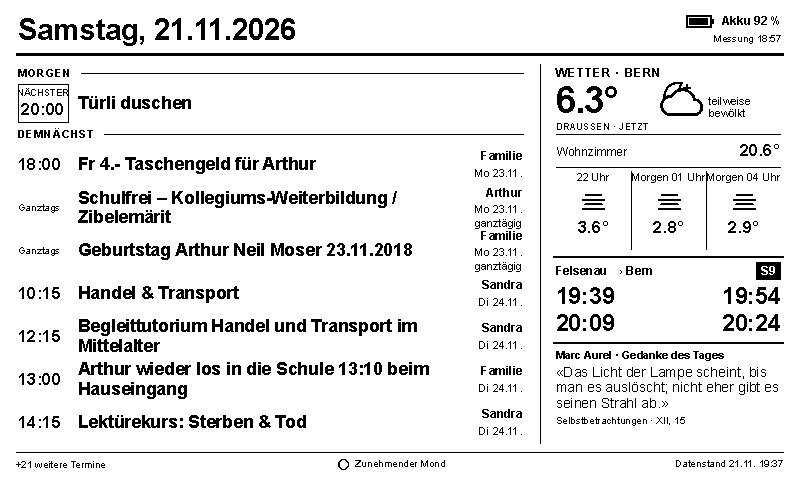 Samstag, 21.11.2026
Akku 92 %
Messung 18:57
MORGEN
NÄCHSTER
20:00
Türli duschen
DEMNÄCHST
18:00 Fr 4.- Taschengeld für Arthur
Familie
Mo 23.11.
Ganztags
Schulfrei – Kollegiums-Weiterbildung /
Zibelemärit
Arthur
Mo 23.11.
ganztägig
Ganztags
Geburtstag Arthur Neil Moser 23.11.2018
Familie
Mo 23.11.
ganztägig
10:15 Handel & Transport
Sandra
Di 24.11.
12:15
Begleittutorium Handel und Transport im
Mittelalter
Sandra
Di 24.11.
13:00
Arthur wieder los in die Schule 13:10 beim
Hauseingang
Familie
Di 24.11.
14:15 Lektürekurs: Sterben & Tod
Sandra
Di 24.11.
WETTER · BERN
6.3°
teilweise
bewölkt
DRAUSSEN · JETZT
Wohnzimmer 20.6°
22 Uhr Morgen 01 Uhr Morgen 04 Uhr
3.6° 2.8° 2.9°
Felsenau › Bern S9
19:39 19:54
20:09 20:24
Marc Aurel · Gedanke des Tages
«Das Licht der Lampe scheint, bis
man es auslöscht; nicht eher gibt es
seinen Strahl ab.»
Selbstbetrachtungen · XII, 15
+21 weitere Termine
Zunehmender Mond
Datenstand 21.11. 19:37